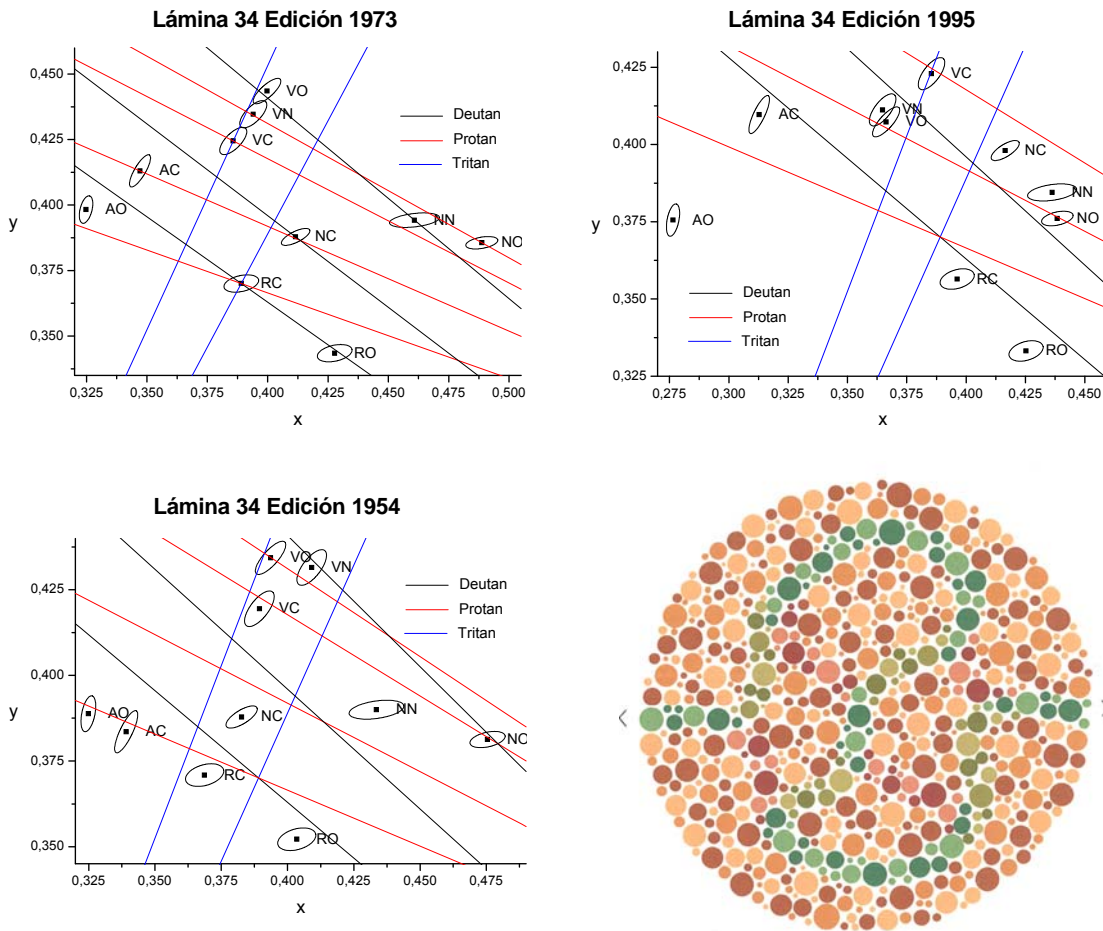 Lámina 34 Edición 1973
0,450
0,425
0,400
0,375
0,350
y
VO
VN
VC
AC
AO
NN
NO
NC
RC
RO
Deutan
Protan
Tritan
0,325 0,350 0,375 0,400 0,425 0,450 0,475 0,500
x
Lámina 34 Edición 1995
0,425
0,400
0,375
0,350
0,325
y
VC
VN
VO
AC
NC
NN
NO
AO
RC
RO
Deutan
Protan
Tritan
0,275 0,300 0,325 0,350 0,375 0,400 0,425 0,450
x
Lámina 34 Edición 1954
0,425
0,400
0,375
0,350
y
VO
VN
VC
NN
NC
AO
AC
NO
RC
RO
Deutan
Protan
Tritan
0,325 0,350 0,375 0,400 0,425 0,450 0,475
x